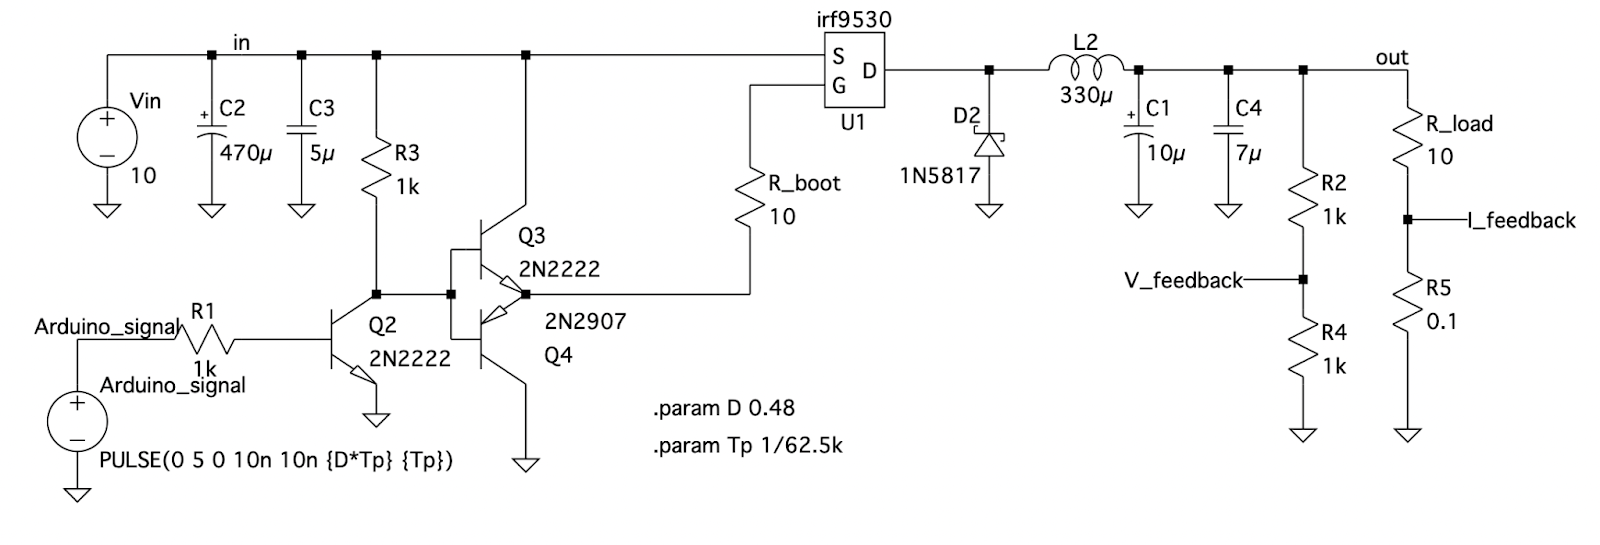 irf9530
in
S
D
G
U1
L2
330µ
out
Vin
+
10
C2
470µ
C3
5µ
R3
1k
D2
1N5817
C1
10µ
C4
7µ
R_load
10
R_boot
10
R2
1k
I_feedback
Q3
2N2222
V_feedback
R5
0.1
Arduino_signal
R1
1k
Q2
2N2222
2N2907
Q4
R4
1k
Arduino_signal
.param D 0.48
.param Tp 1/62.5k
PULSE(0 5 0 10n 10n {D*Tp} {Tp})